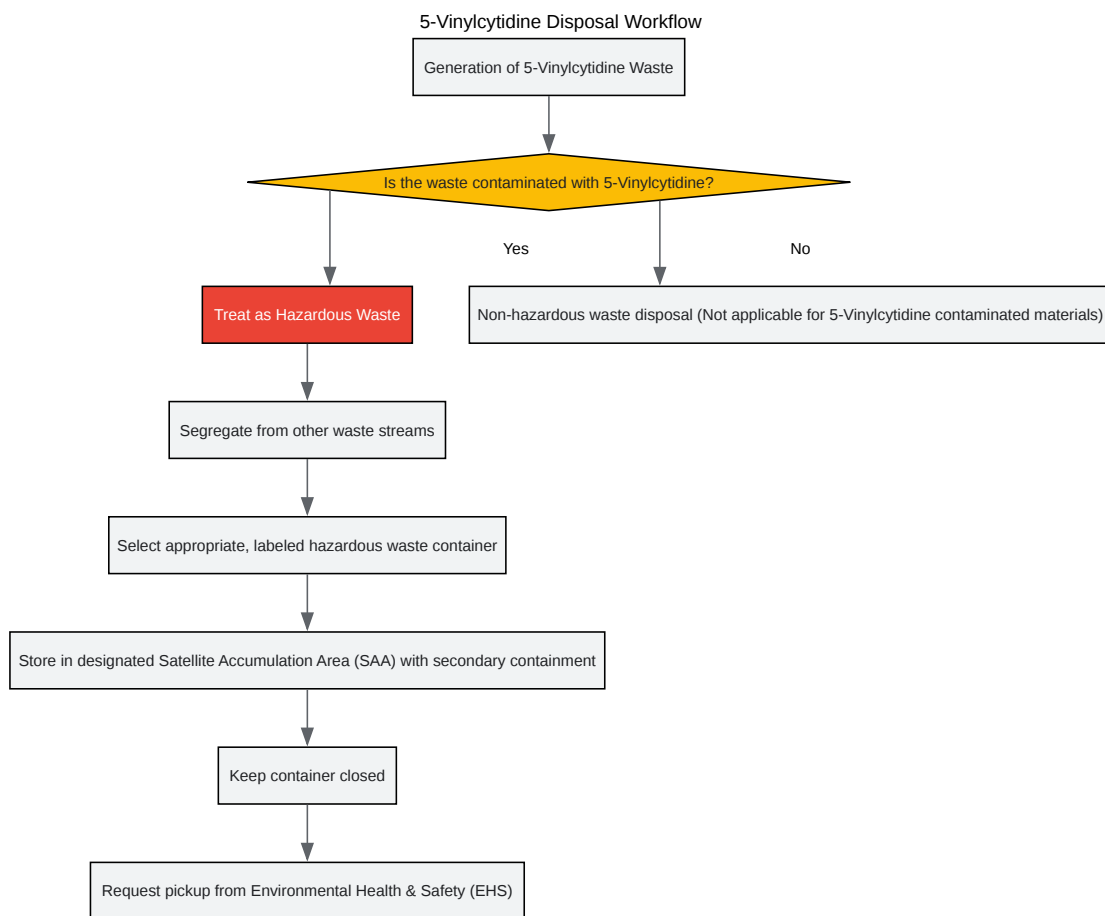 5-Vinylcytidine Disposal Workflow
Generation of 5-Vinylcytidine Waste
Is the waste contaminated with 5-Vinylcytidine?
Yes
No
Treat as Hazardous Waste
Non-hazardous waste disposal (Not applicable for 5-Vinylcytidine contaminated materials)
Segregate from other waste streams
Select appropriate, labeled hazardous waste container
Store in designated Satellite Accumulation Area (SAA) with secondary containment
Keep container closed
Request pickup from Environmental Health & Safety (EHS)